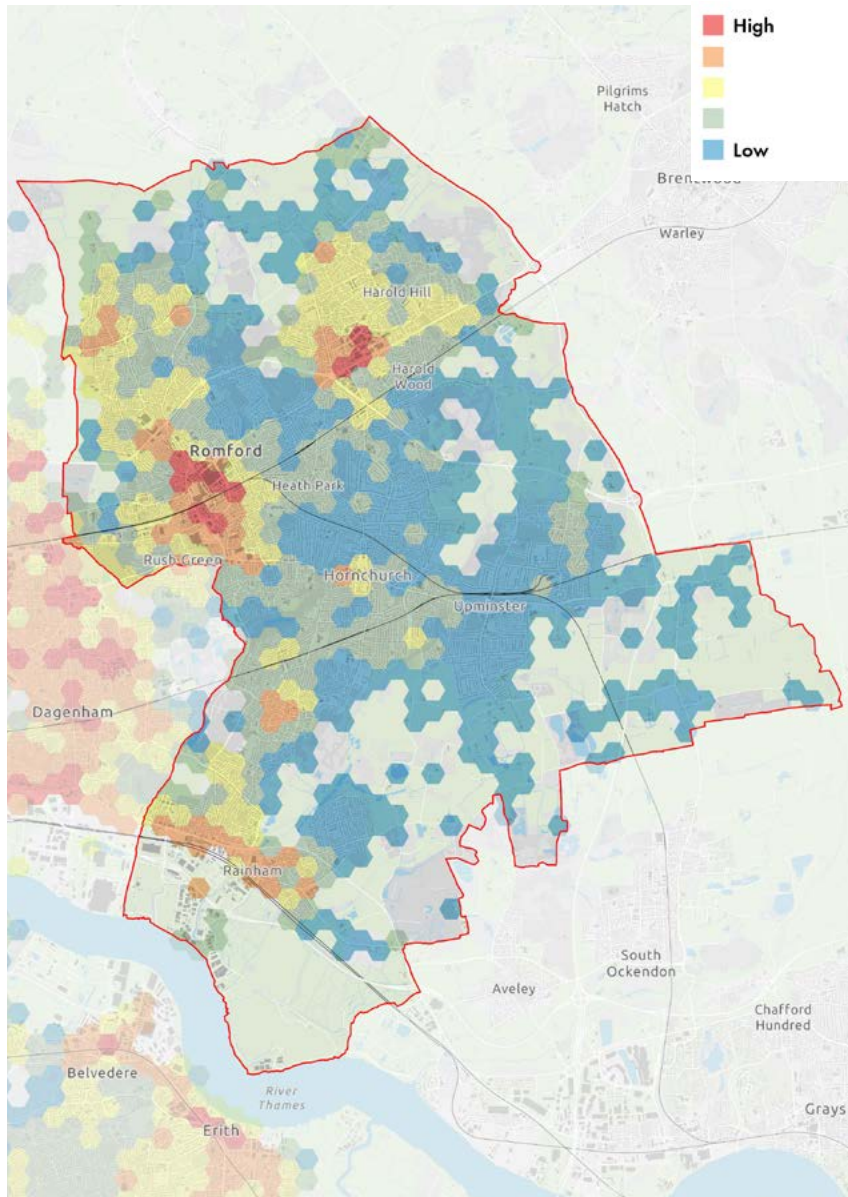 High
Low
Pilgrims
Hatch
Brentwood
Warley
Harold Hill
Harold
Wood
Romford
Heath Park
Rush Green
Hornchurch
Upminster
Dagenham
Rainham
South
Ockendon
Aveley
Chafford
Hundred
Belvedere
River
Thames
Grays
Erith